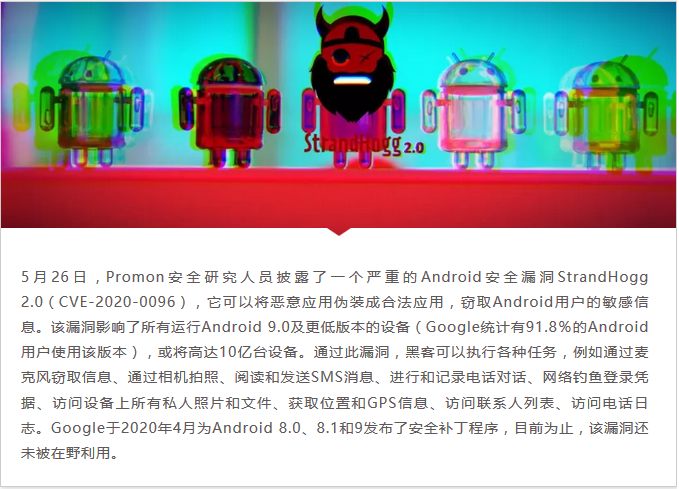 StrandHogg 2.0
5月26日，Promon安全研究人员披露了一个严重的Android安全漏洞StrandHogg
2.0（CVE-2020-0096），它可以将恶意应用伪装成合法应用，窃取Android用户的敏感信
息。该漏洞影响了所有运行Android 9.0及更低版本的设备（Google统计有91.8%的Android
用户使用该版本），或将高达10亿台设备。通过此漏洞，黑客可以执行各种任务，例如通过麦
克风窃取信息、通过相机拍照、阅读和发送SMS消息、进行和记录电话对话、网络钓鱼登录凭
据、访问设备上所有私人照片和文件、获取位置和GPS信息、访问联系人列表、访问电话日
志。Google于2020年4月为Android 8.0、8.1和9发布了安全补丁程序，目前为止，该漏洞还
未被在野利用。